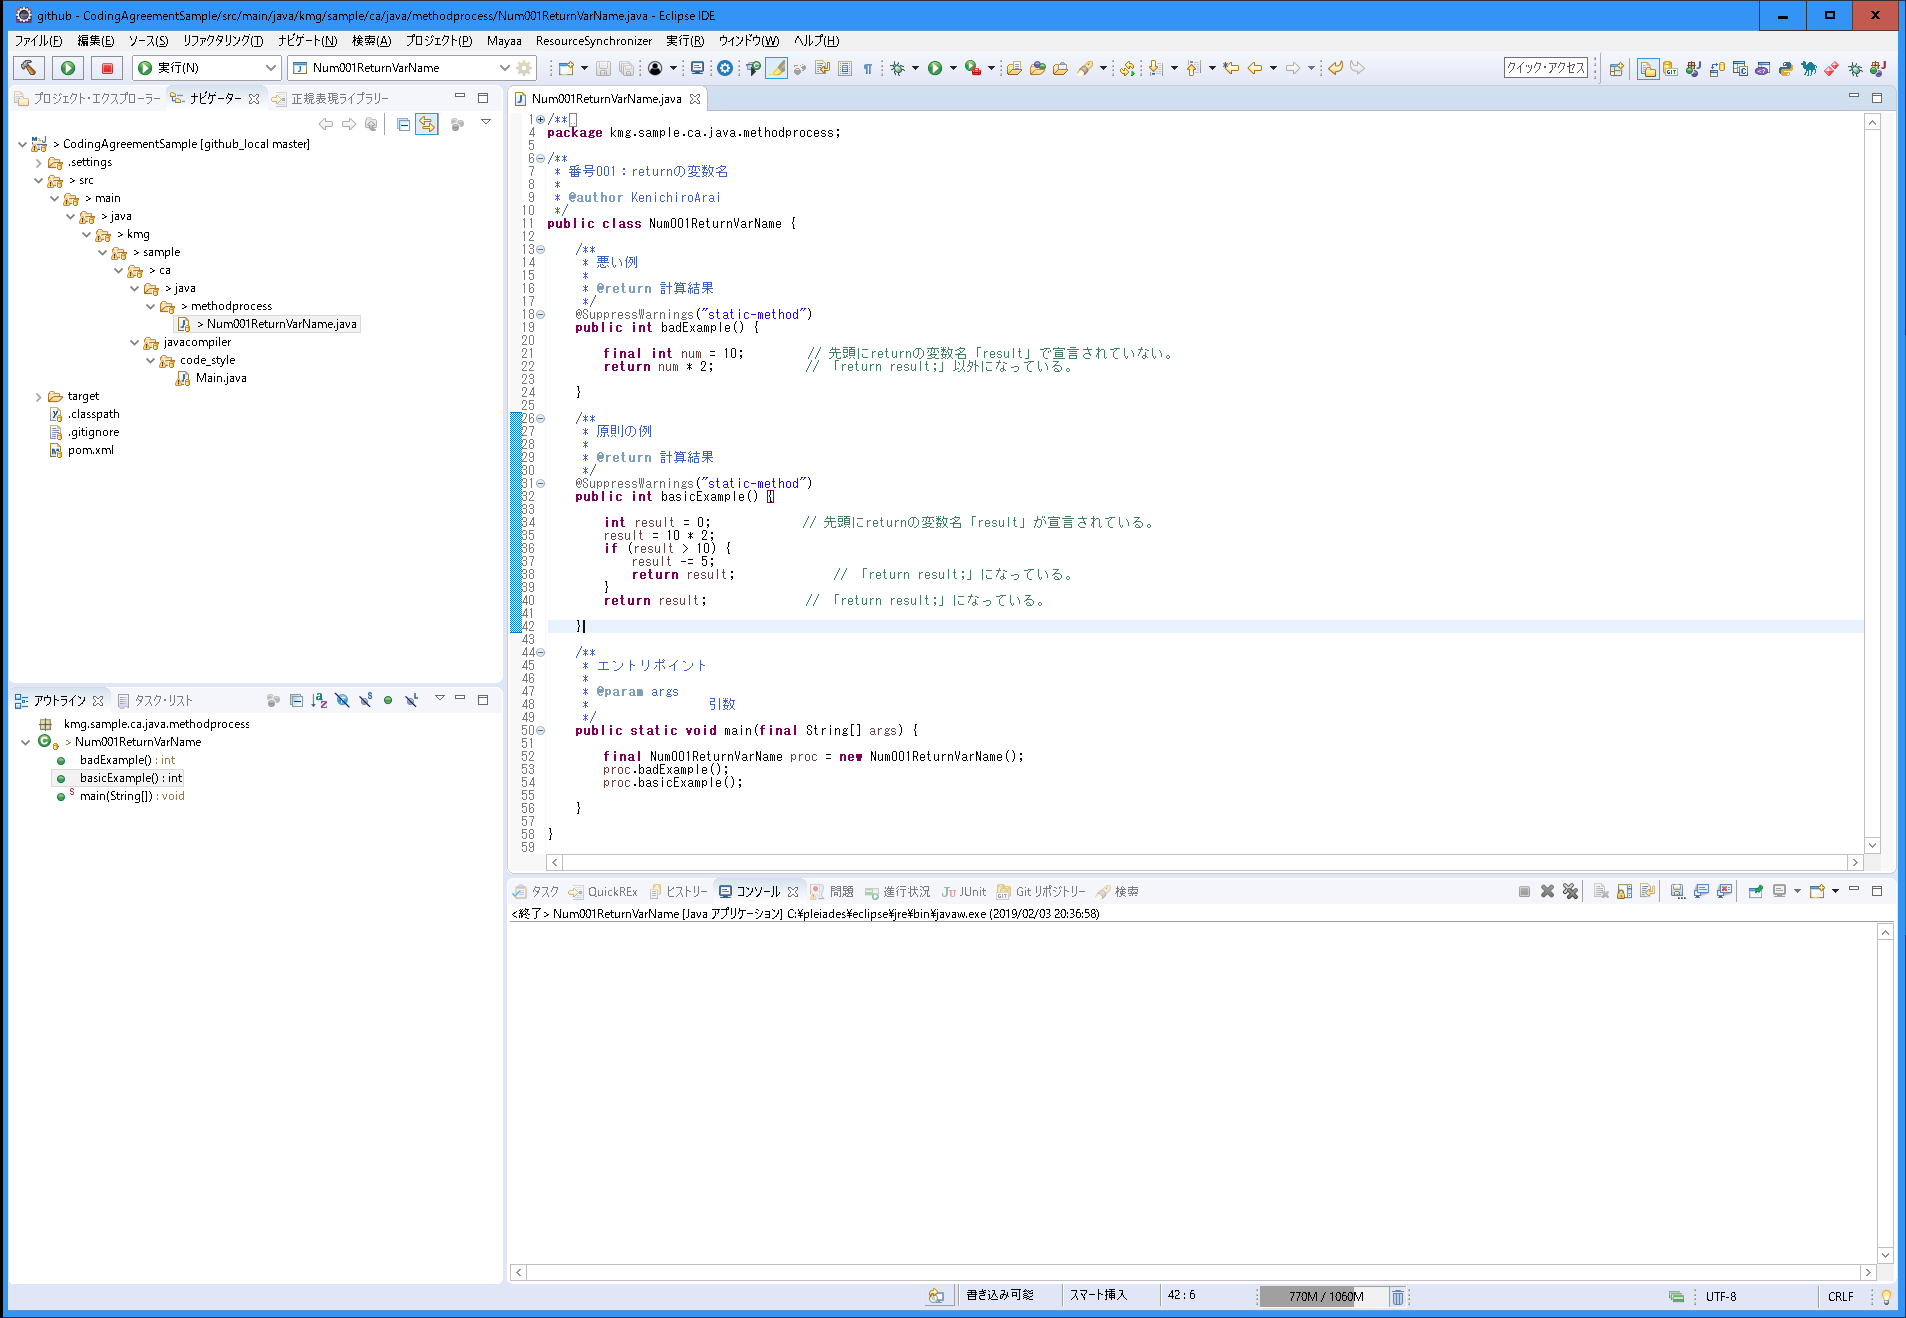 github - CodingAgreementSample/src/main/java/kmg/sample/ca/java/methodprocess/Num001ReturnVarName.java - Eclipse IDE
ファイル(F) 編集(E) ソース(S) リファクタリング(T) ナビゲート(N) 検索(A) プロジェクト(P) Mayaa ResourceSynchronizer 実行(R) ウィンドウ(W) ヘルプ(H)
実行(N) Num001ReturnVarName クイック・アクセス
プロジェクト・エクスプローラー ナビゲーター 正規表現ライブラリー
> CodingAgreementSample [github_local master]
.settings
> src
> main
> java
> kmg
> sample
> ca
> java
> methodprocess
> Num001ReturnVarName.java
javacompiler
code_style
Main.java
target
.classpath
.gitignore
pom.xml
アウトライン タスク・リスト
kmg.sample.ca.java.methodprocess
> Num001ReturnVarName
badExample() : int
basicExample() : int
main(String[]) : void
Num001ReturnVarName.java
1 /**
4 package kmg.sample.ca.java.methodprocess;
5
6 /**
7 * 番号001：returnの変数名
8 *
9 * @author KenichiroArai
10 */
11 public class Num001ReturnVarName {
12
13 /**
14 * 悪い例
15 *
16 * @return 計算結果
17 */
18 @SuppressWarnings("static-method")
19 public int badExample() {
20
21 final int num = 10; // 先頭にreturnの変数名「result」で宣言されていない。
22 return num * 2; // 「return result;」以外になっている。
23
24 }
25
26 /**
27 * 原則の例
28 *
29 * @return 計算結果
30 */
31 @SuppressWarnings("static-method")
32 public int basicExample() {
33
34 int result = 0; // 先頭にreturnの変数名「result」が宣言されている。
35 result = 10 * 2;
36 if (result > 10) {
37 result -= 5;
38 return result; // 「return result;」になっている。
39 }
40 return result; // 「return result;」になっている。
41
42 }
43
44 /**
45 * エントリポイント
46 *
47 * @param args
48 * 引数
49 */
50 public static void main(final String[] args) {
51
52 final Num001ReturnVarName proc = new Num001ReturnVarName();
53 proc.badExample();
54 proc.basicExample();
55
56 }
57
58 }
59
タスク QuickREx ヒストリー コンソール 問題 進行状況 JUnit Git リポジトリー 検索
<終了> Num001ReturnVarName [Java アプリケーション] C:¥pleiades¥eclipse¥jre¥bin¥javaw.exe (2019/02/03 20:36:58)
書き込み可能 スマート挿入 42 : 6 770M / 1060M UTF-8 CRLF